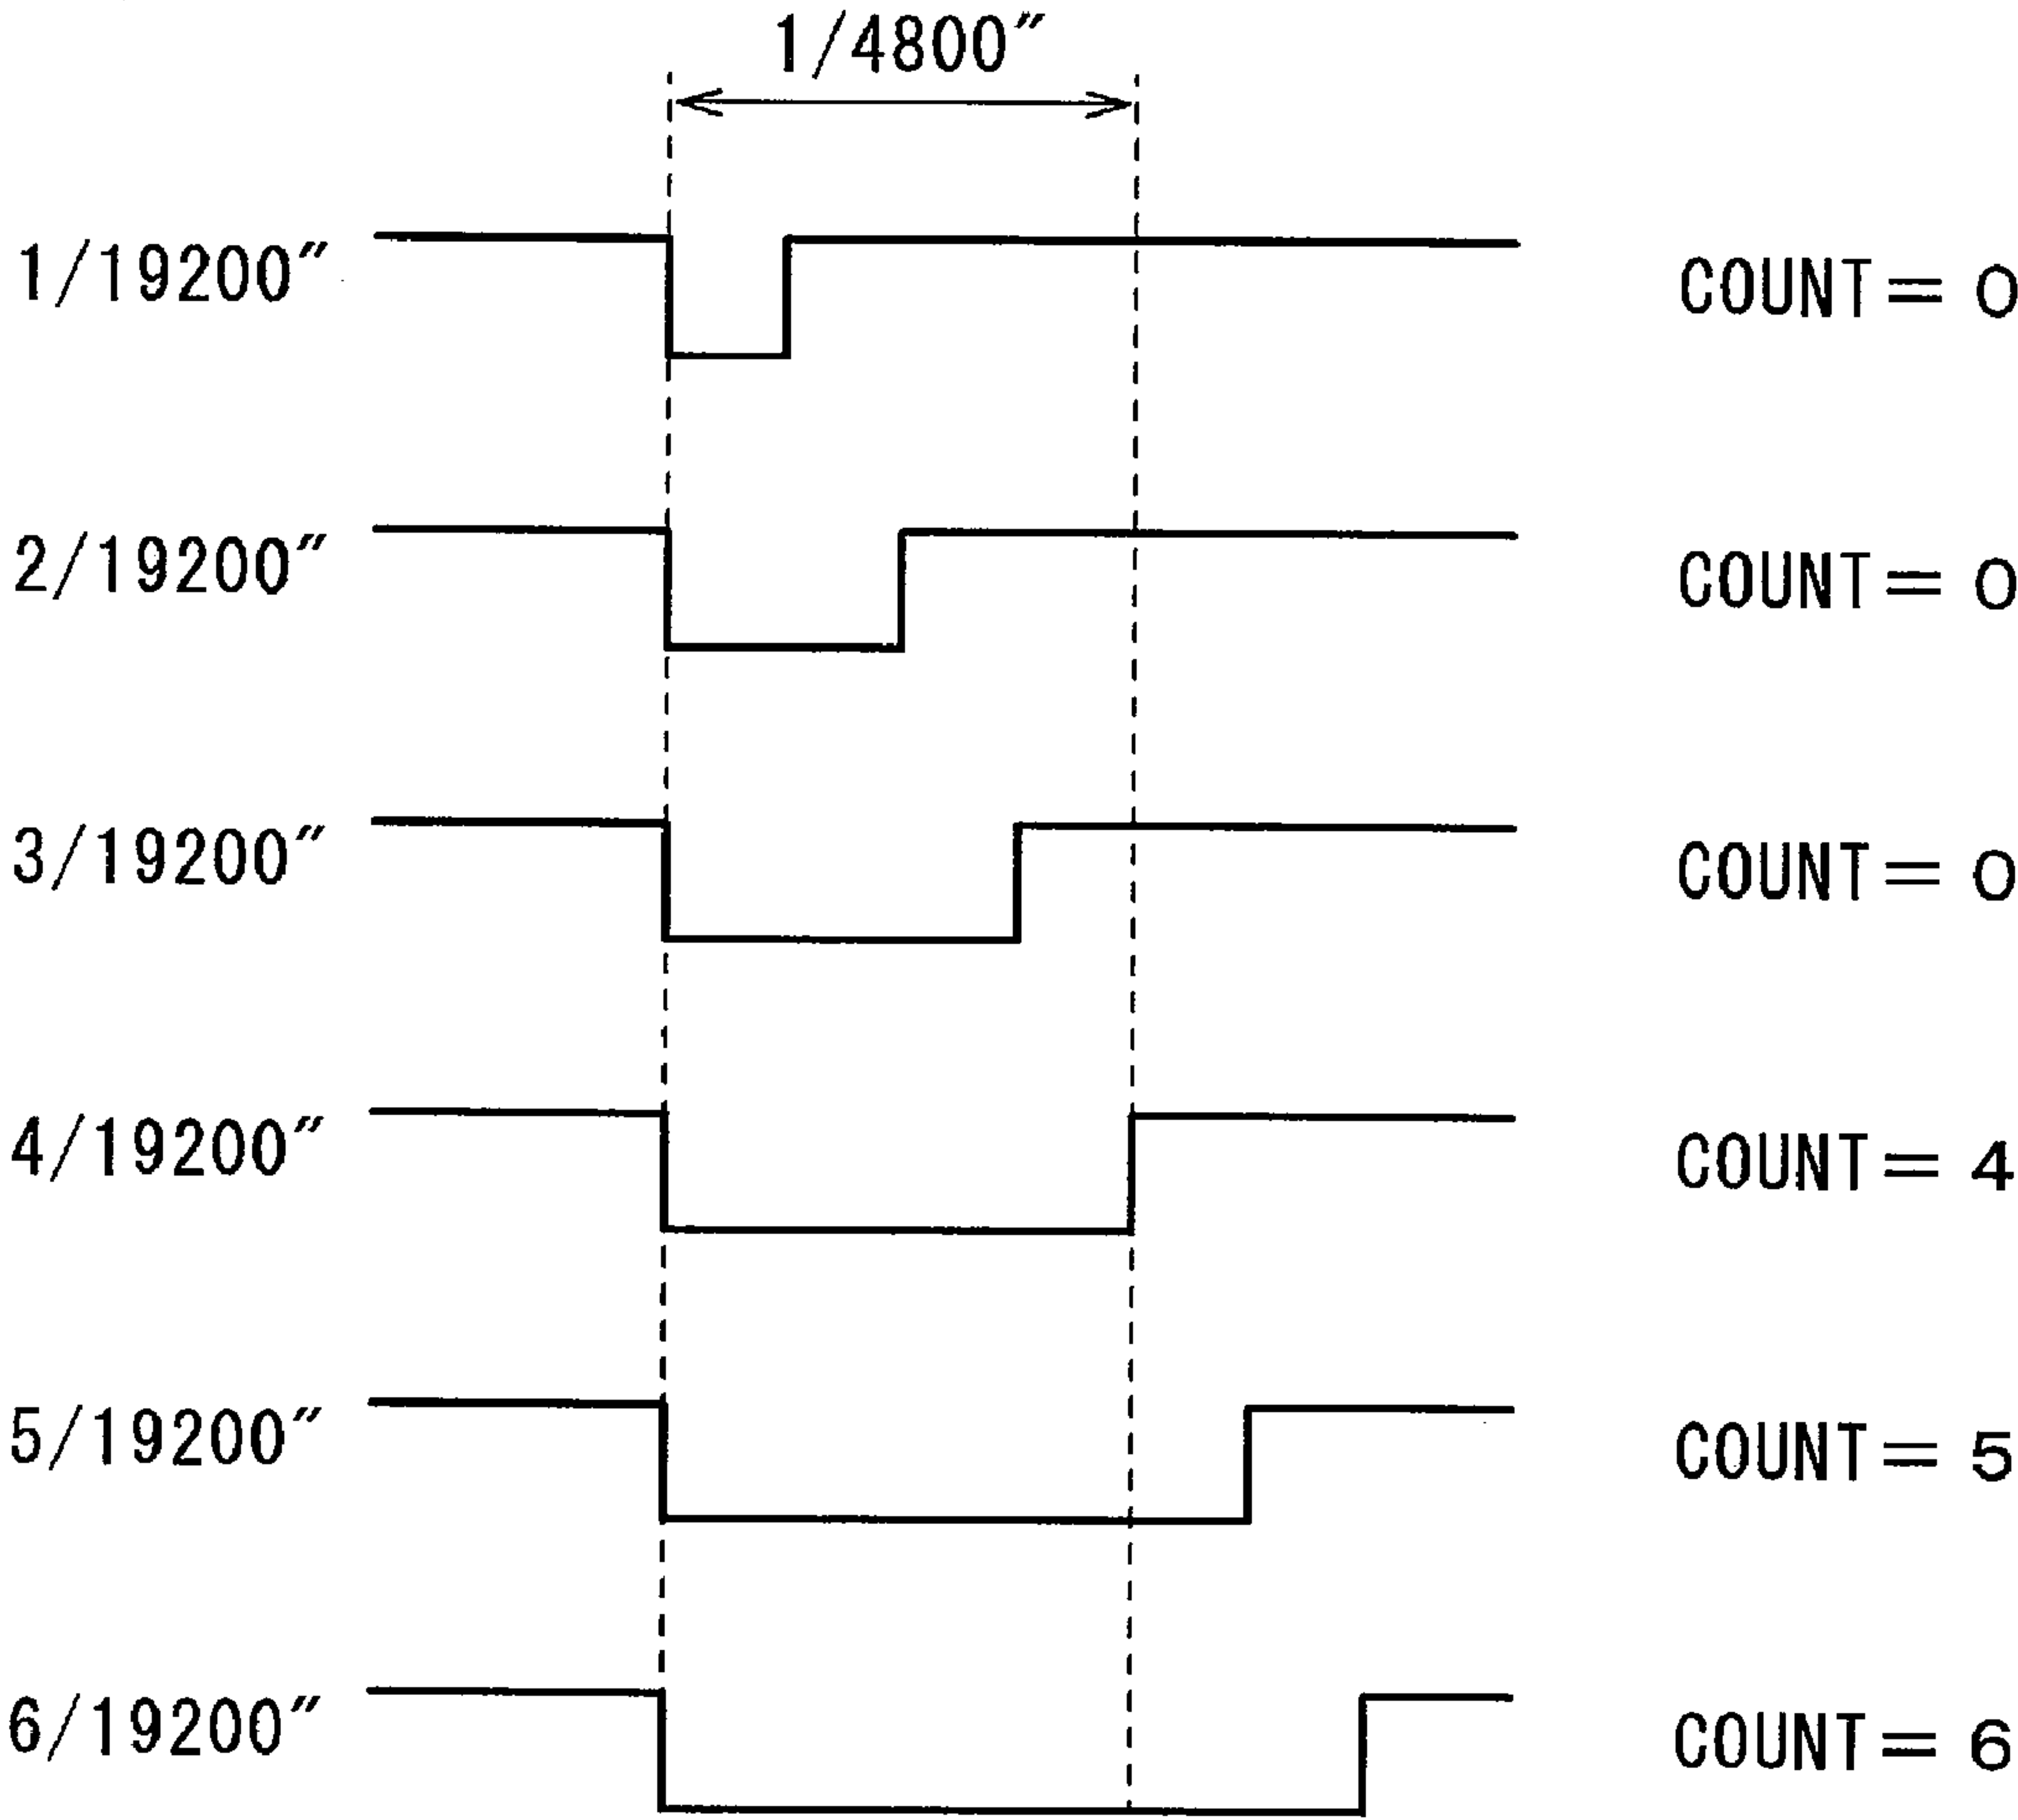 1/4800″
1/19200″ COUNT= 0
2/19200″ COUNT= 0
3/19200″ COUNT= 0
4/19200″ COUNT= 4
5/19200″ COUNT= 5
6/19200″ COUNT= 6